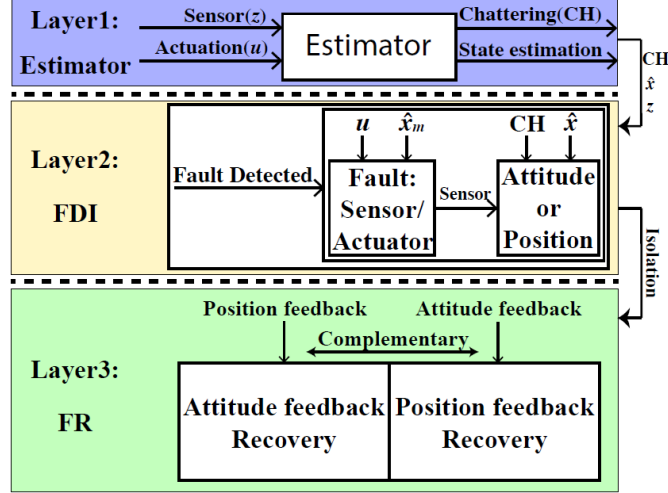 Layer1:
Estimator
Sensor(z)
Actuation(u)
Estimator
Chattering(CH)
State estimation
CH
x̂
z
Layer2:
FDI
Fault Detected
u x̂m
Fault:
Sensor/
Actuator
Sensor
CH x̂
Attitude
or
Position
Isolation
Layer3:
FR
Position feedback
Attitude feedback
Complementary
Attitude feedback
Recovery
Position feedback
Recovery